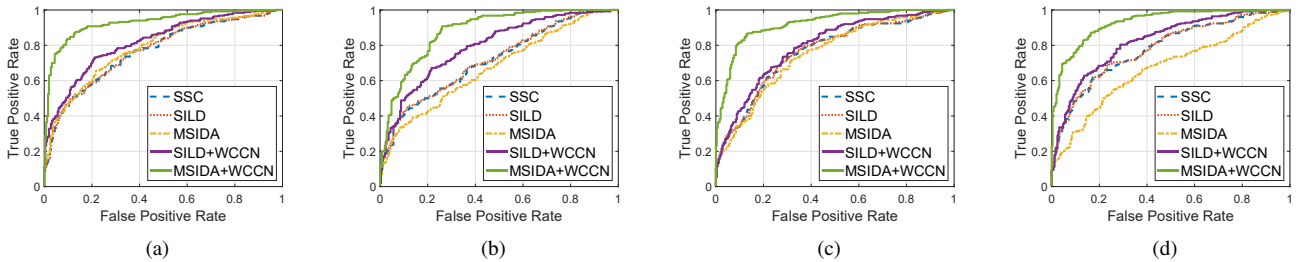 1
0.8
0.6
0.4
0.2
0
True Positive Rate
SSC
SILD
MSIDA
SILD+WCCN
MSIDA+WCCN
0 0.2 0.4 0.6 0.8 1
False Positive Rate
(a)
1
0.8
0.6
0.4
0.2
0
True Positive Rate
SSC
SILD
MSIDA
SILD+WCCN
MSIDA+WCCN
0 0.2 0.4 0.6 0.8 1
False Positive Rate
(b)
1
0.8
0.6
0.4
0.2
0
True Positive Rate
SSC
SILD
MSIDA
SILD+WCCN
MSIDA+WCCN
0 0.2 0.4 0.6 0.8 1
False Positive Rate
(c)
1
0.8
0.6
0.4
0.2
0
True Positive Rate
SSC
SILD
MSIDA
SILD+WCCN
MSIDA+WCCN
0 0.2 0.4 0.6 0.8 1
False Positive Rate
(d)